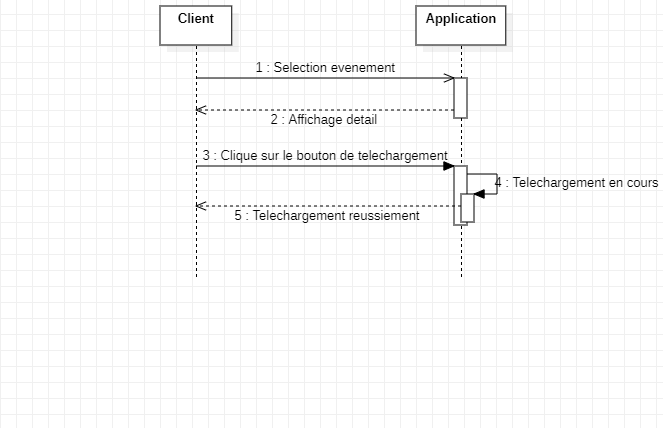 Client
Application
1 : Selection evenement
2 : Affichage detail
3 : Clique sur le bouton de telechargement
4 : Telechargement en cours
5 : Telechargement reussiement